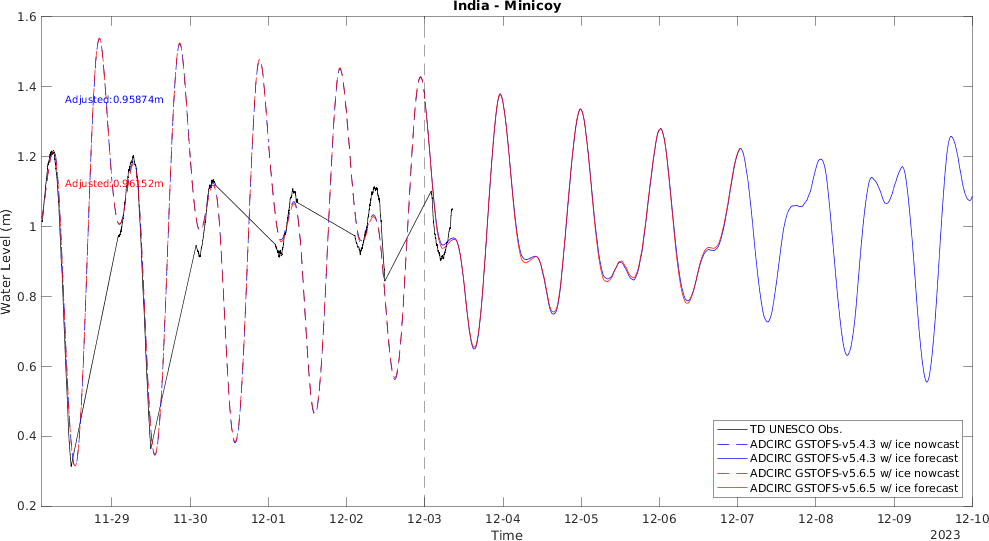 India - Minicoy
1.6
1.4
1.2
1
0.8
0.6
0.4
0.2
Water Level (m)
Adjusted:0.95874m
Adjusted:0.96152m
TD UNESCO Obs.
ADCIRC GSTOFS-v5.4.3 w/ ice nowcast
ADCIRC GSTOFS-v5.4.3 w/ ice forecast
ADCIRC GSTOFS-v5.6.5 w/ ice nowcast
ADCIRC GSTOFS-v5.6.5 w/ ice forecast
11-29 11-30 12-01 12-02 12-03 12-04 12-05 12-06 12-07 12-08 12-09 12-10
Time
2023